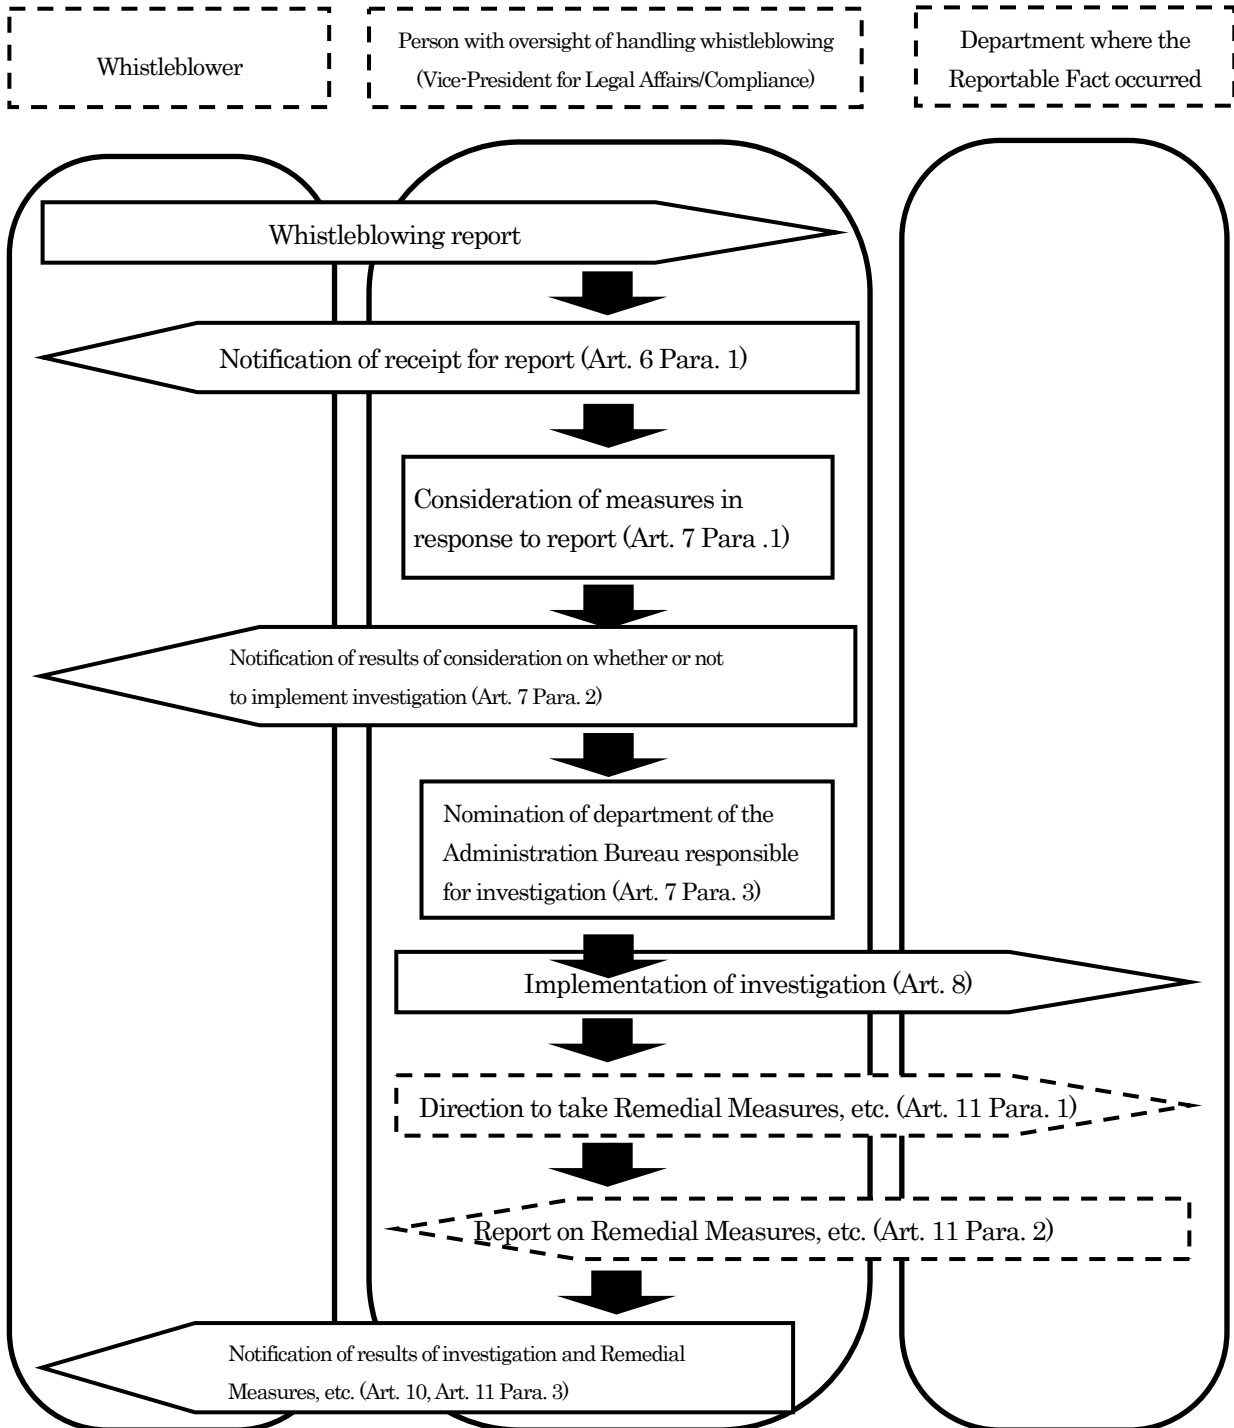 Whistleblower
Person with oversight of handling whistleblowing
(Vice-President for Legal Affairs/Compliance)
Department where the
Reportable Fact occurred
Whistleblowing report
Notification of receipt for report (Art. 6 Para. 1)
Consideration of measures in
response to report (Art. 7 Para .1)
Notification of results of consideration on whether or not
to implement investigation (Art. 7 Para. 2)
Nomination of department of the
Administration Bureau responsible
for investigation (Art. 7 Para. 3)
Implementation of investigation (Art. 8)
Direction to take Remedial Measures, etc. (Art. 11 Para. 1)
Report on Remedial Measures, etc. (Art. 11 Para. 2)
Notification of results of investigation and Remedial
Measures, etc. (Art. 10, Art. 11 Para. 3)